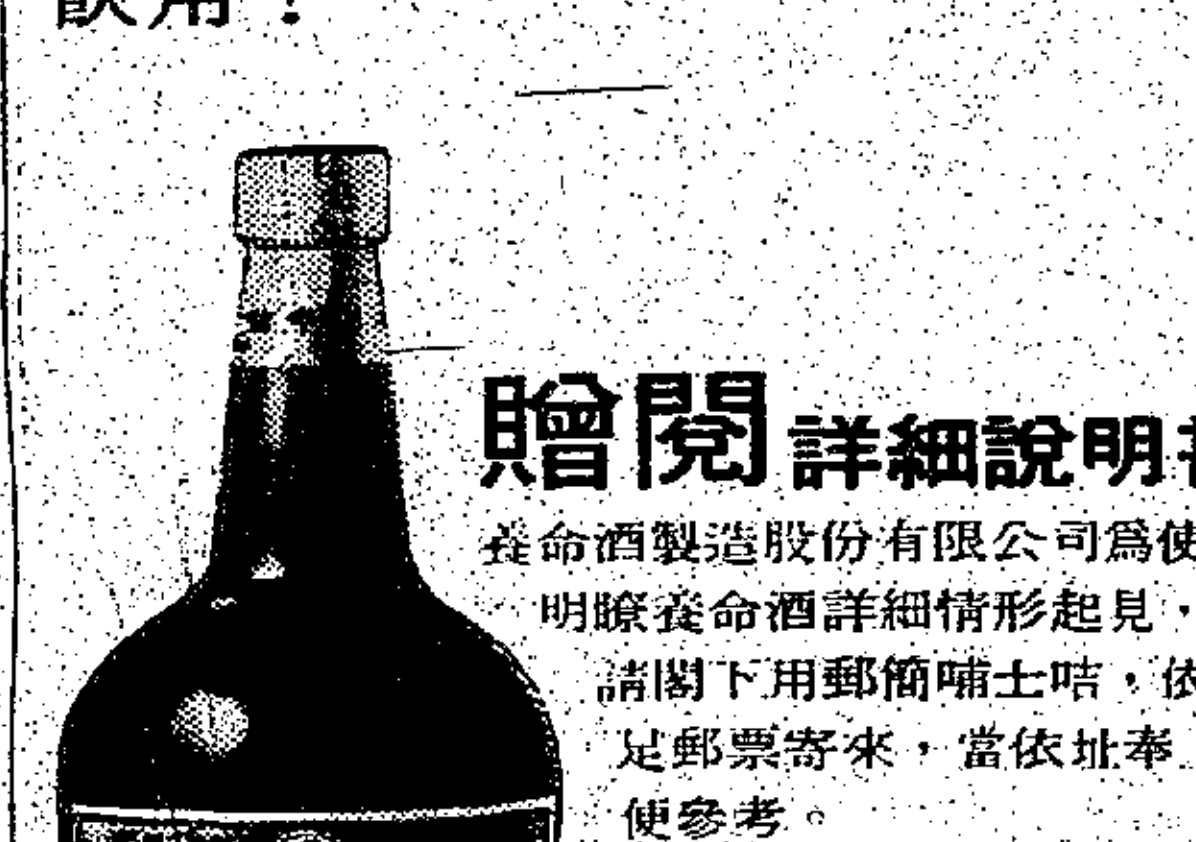 飲用！
贈閱詳細說明書
養命酒製造股份有限公司爲使
明瞭養命酒詳細情形起見，
請閣下用郵簡哺士咭，依
足郵票寄來，當依址奉
便參考。